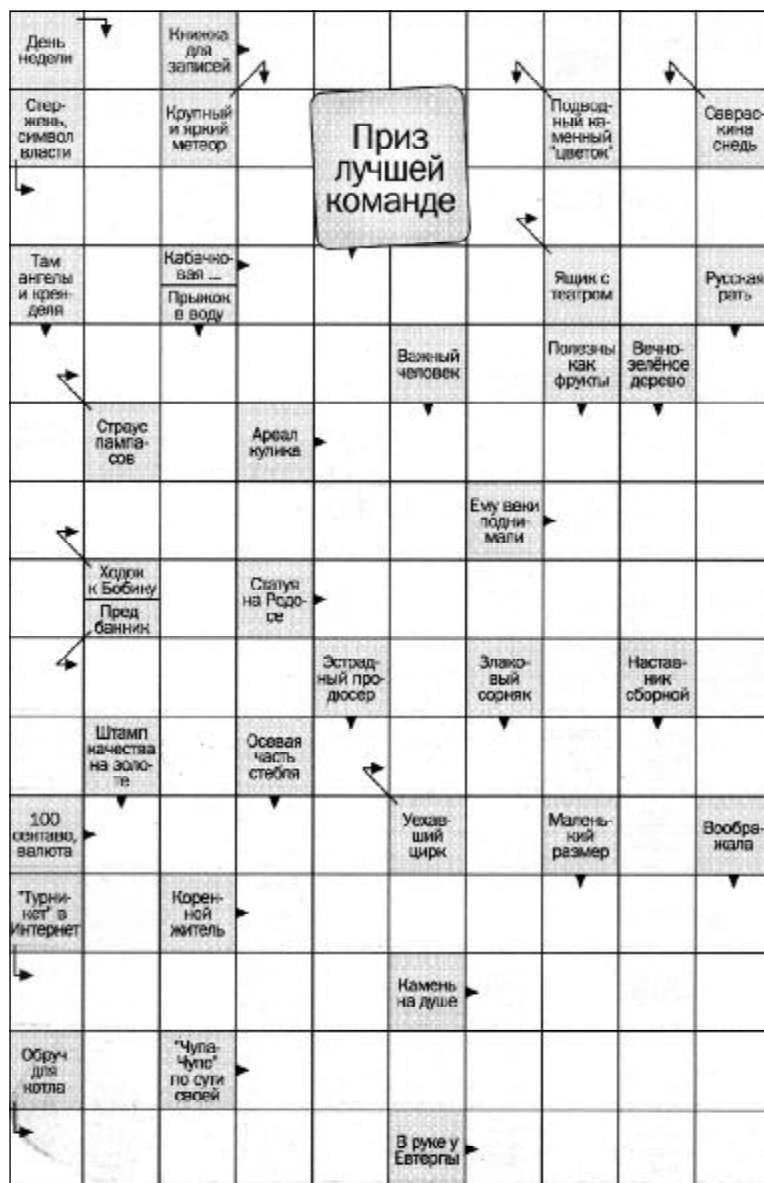 День
недели
Книжка
для
записей
Стер-
жень,
символ
власти
Крупный
и яркий
метеор
Приз
лучшей
команде
Подвод-
ный ка-
менный
"цветок"
Саврас-
кина
снедь
Там
ангелы
и крен-
деля
Кабачко-
вая ...
Прыжок
в воду
Ящик с
театром
Русская
рать
Важный
человек
Полезны
как
фрукты
Вечно-
зелёное
дерево
Страус
пампа-
сов
Ареал
кулика
Ему веки
подни-
мали
Ходок
к Бобику
Пред
банник
Статуя
на Родо-
се
Эстрад-
ный про-
дюсер
Злако-
вый
сорняк
Настав-
ник
сборной
Штамп
качества
на золо-
те
Осевая
часть
стебля
100
сентаво,
валюта
Уехав-
ший
цирк
Малень-
кий
размер
Вообра-
жала
"Турни-
кет" в
Интернет
Корен-
ной
житель
Камень
на душе
Обруч
для
котла
"Чупа-
Чупс"
по сути
своей
В руке у
Евтерпы